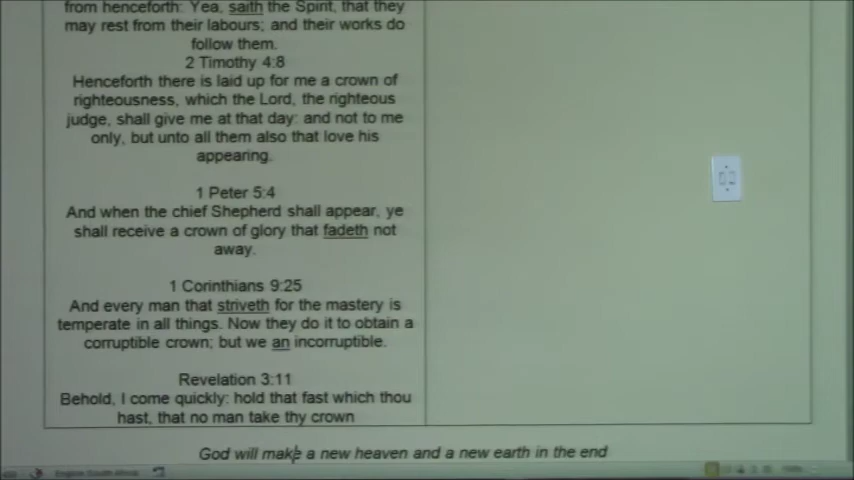 from henceforth: Yea, saith the Spirit, that they
may rest from their labours; and their works do
follow them.
2 Timothy 4:8
Henceforth there is laid up for me a crown of
righteousness, which the Lord, the righteous
judge, shall give me at that day: and not to me
only, but unto all them also that love his
appearing.
1 Peter 5:4
And when the chief Shepherd shall appear, ye
shall receive a crown of glory that fadeth not
away.
1 Corinthians 9:25
And every man that striveth for the mastery is
temperate in all things. Now they do it to obtain a
corruptible crown; but we an incorruptible.
Revelation 3:11
Behold, I come quickly: hold that fast which thou
hast, that no man take thy crown
God will make a new heaven and a new earth in the end